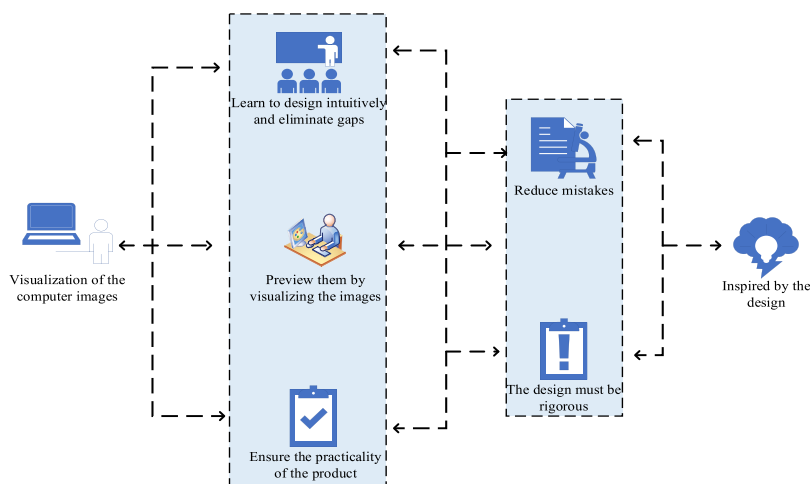 Visualization of the
computer images
Learn to design intuitively
and eliminate gaps
Preview them by
visualizing the images
Ensure the practicality
of the product
Reduce mistakes
The design must be
rigorous
Inspired by the
design